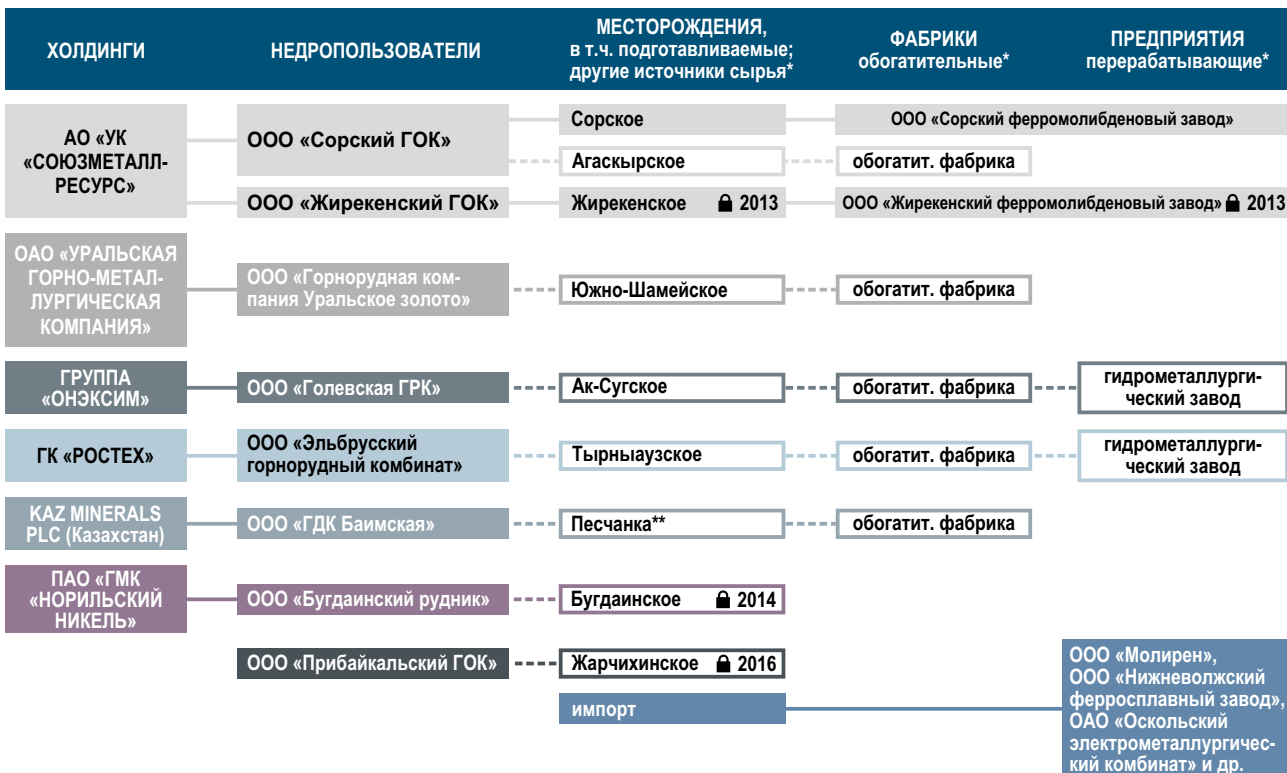 ХОЛДИНГИ
НЕДРОПОЛЬЗОВАТЕЛИ
МЕСТОРОЖДЕНИЯ,
в т.ч. подготавливаемые;
другие источники сырья*
ФАБРИКИ
обогатительные*
ПРЕДПРИЯТИЯ
перерабатывающие*
АО «УК
«СОЮЗМЕТАЛЛ-
РЕСУРС»
ООО «Сорский ГОК»
Сорское
ООО «Сорский ферромолибденовый завод»
Агаскырское
обогатит. фабрика
ООО «Жирекенский ГОК»
Жирекенское 2013
ООО «Жирекенский ферромолибденовый завод» 2013
ОАО «УРАЛЬСКАЯ
ГОРНО-МЕТАЛ-
ЛУРГИЧЕСКАЯ
КОМПАНИЯ»
ООО «Горнорудная ком-
пания Уральское золото»
Южно-Шамейское
обогатит. фабрика
ГРУППА
«ОНЭКСИМ»
ООО «Голевская ГРК»
Ак-Сугское
обогатит. фабрика
гидрометаллурги-
ческий завод
ГК «РОСТЕХ»
ООО «Эльбрусский
горнорудный комбинат»
Тырныаузское
обогатит. фабрика
гидрометаллурги-
ческий завод
KAZ MINERALS
PLC (Казахстан)
ООО «ГДК Баимская»
Песчанка**
обогатит. фабрика
ПАО «ГМК
«НОРИЛЬСКИЙ
НИКЕЛЬ»
ООО «Бугдаинский рудник»
Бугдаинское 2014
ООО «Прибайкальский ГОК»
Жарчихинское 2016
импорт
ООО «Молирен»,
ООО «Нижневолжский
ферросплавный завод»,
ОАО «Оскольский
электрометаллургичес-
кий комбинат» и др.